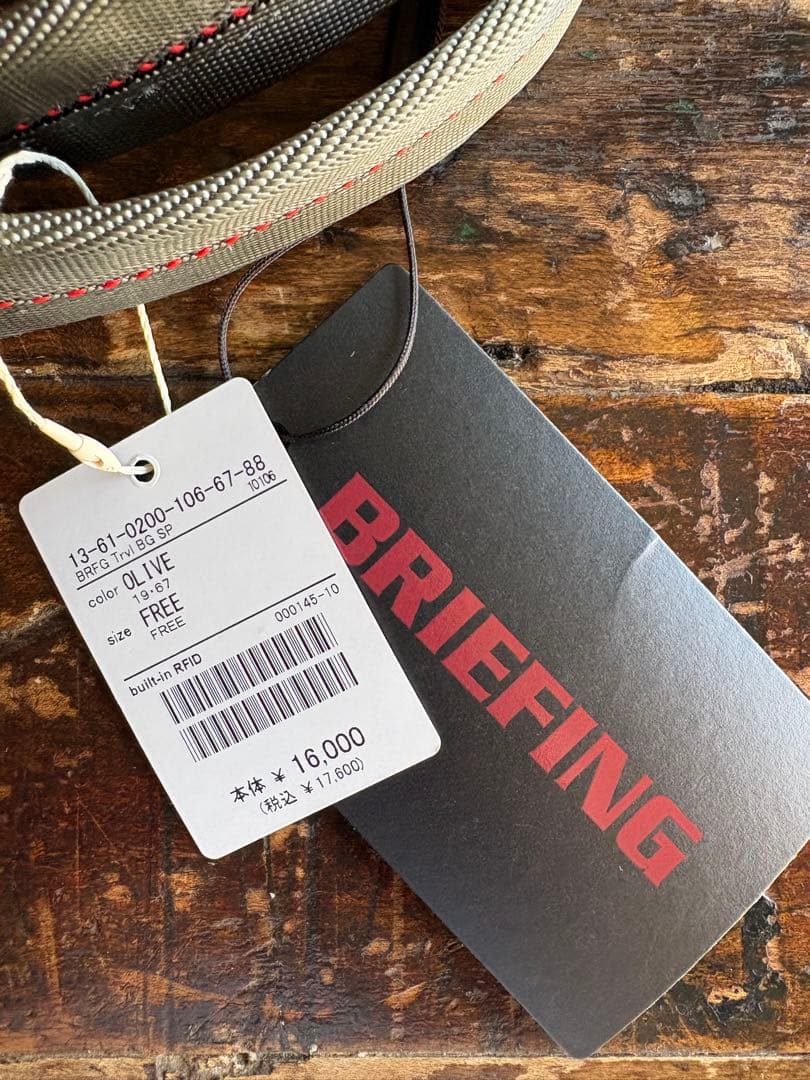 13-61-0200-106-67-88
BRFG Trvl BG SP 10106
color OLIVE
19・67
size FREE
FREE
000145-10
built-in RFID
本体 ¥ 16,000
(税込 ¥ 17,600)
BRIEFING